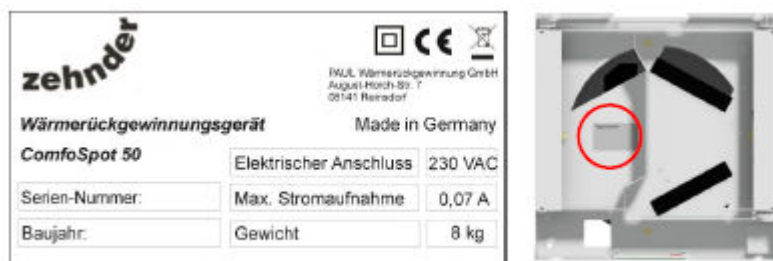 zehnder
PAUL Wärmerückgewinnung GmbH
August-Horch-Str. 7
08141 Reinsdorf
Wärmerückgewinnungsgerät Made in Germany
ComfoSpot 50
Elektrischer Anschluss 230 VAC
Serien-Nummer: Max. Stromaufnahme 0,07 A
Baujahr: Gewicht 8 kg